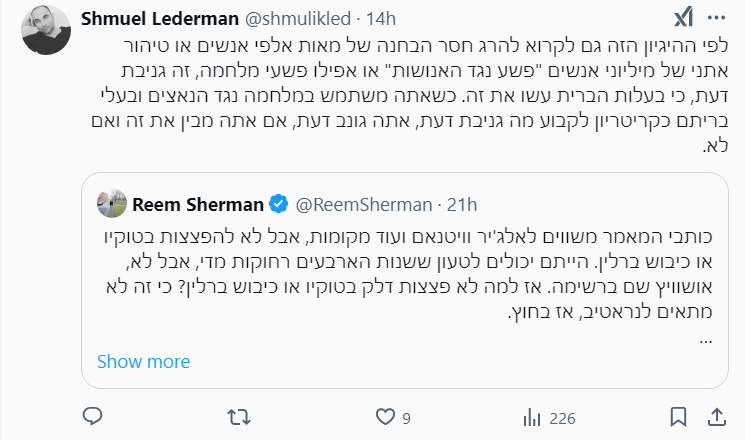 Shmuel Lederman @shmulikled · 14h
לפי ההיגיון הזה גם לקרוא להרג חסר הבחנה של מאות אלפי אנשים או טיהור
אתני של מיליוני אנשים "פשע נגד האנושות" או אפילו פשעי מלחמה, זה גניבת
דעת, כי בעלות הברית עשו את זה. כשאתה משתמש במלחמה נגד הנאצים ובעלי
בריתם כקריטריון לקבוע מה גניבת דעת, אתה גונב דעת, אם אתה מבין את זה ואם
לא.
Reem Sherman @ReemSherman · 21h
כותבי המאמר משווים לאלג'יר וויטנאם ועוד מקומות, אבל לא להפצצות בטוקיו
או כיבוש ברלין. הייתם יכולים לטעון ששנות הארבעים רחוקות מדי, אבל לא,
אושוויץ שם ברשימה. אז למה לא פצצות דלק בטוקיו או כיבוש ברלין? כי זה לא
מתאים לנראטיב, אז בחוץ.
...
Show more
9
226